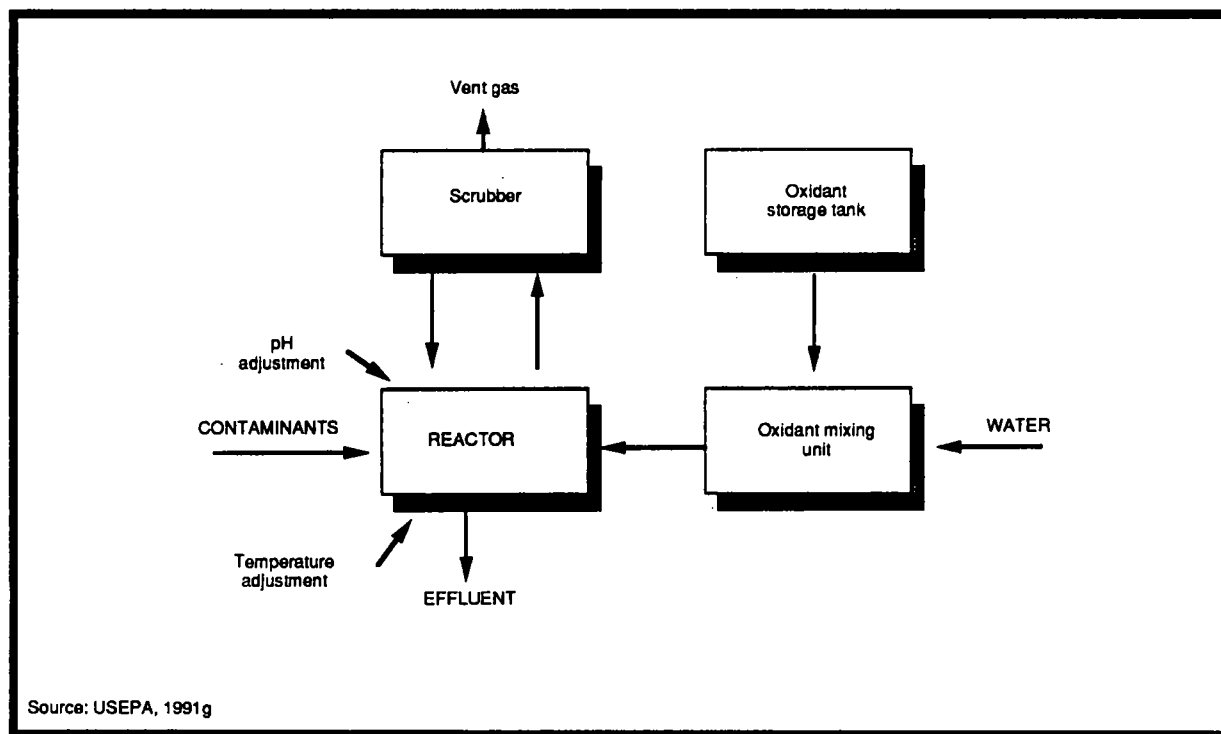 Vent gas
Scrubber
Oxidant
storage tank
pH
adjustment
CONTAMINANTS
REACTOR
Oxidant mixing
unit
WATER
Temperature
adjustment
EFFLUENT
Source: USEPA, 1991g